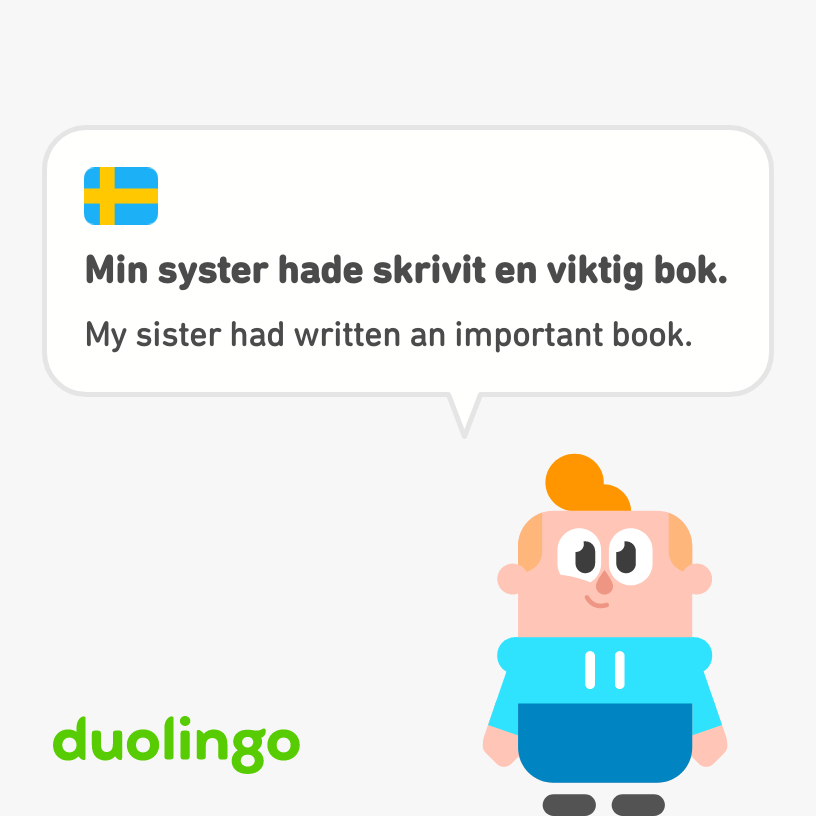 Min syster hade skrivit en viktig bok.
My sister had written an important book.
duolingo